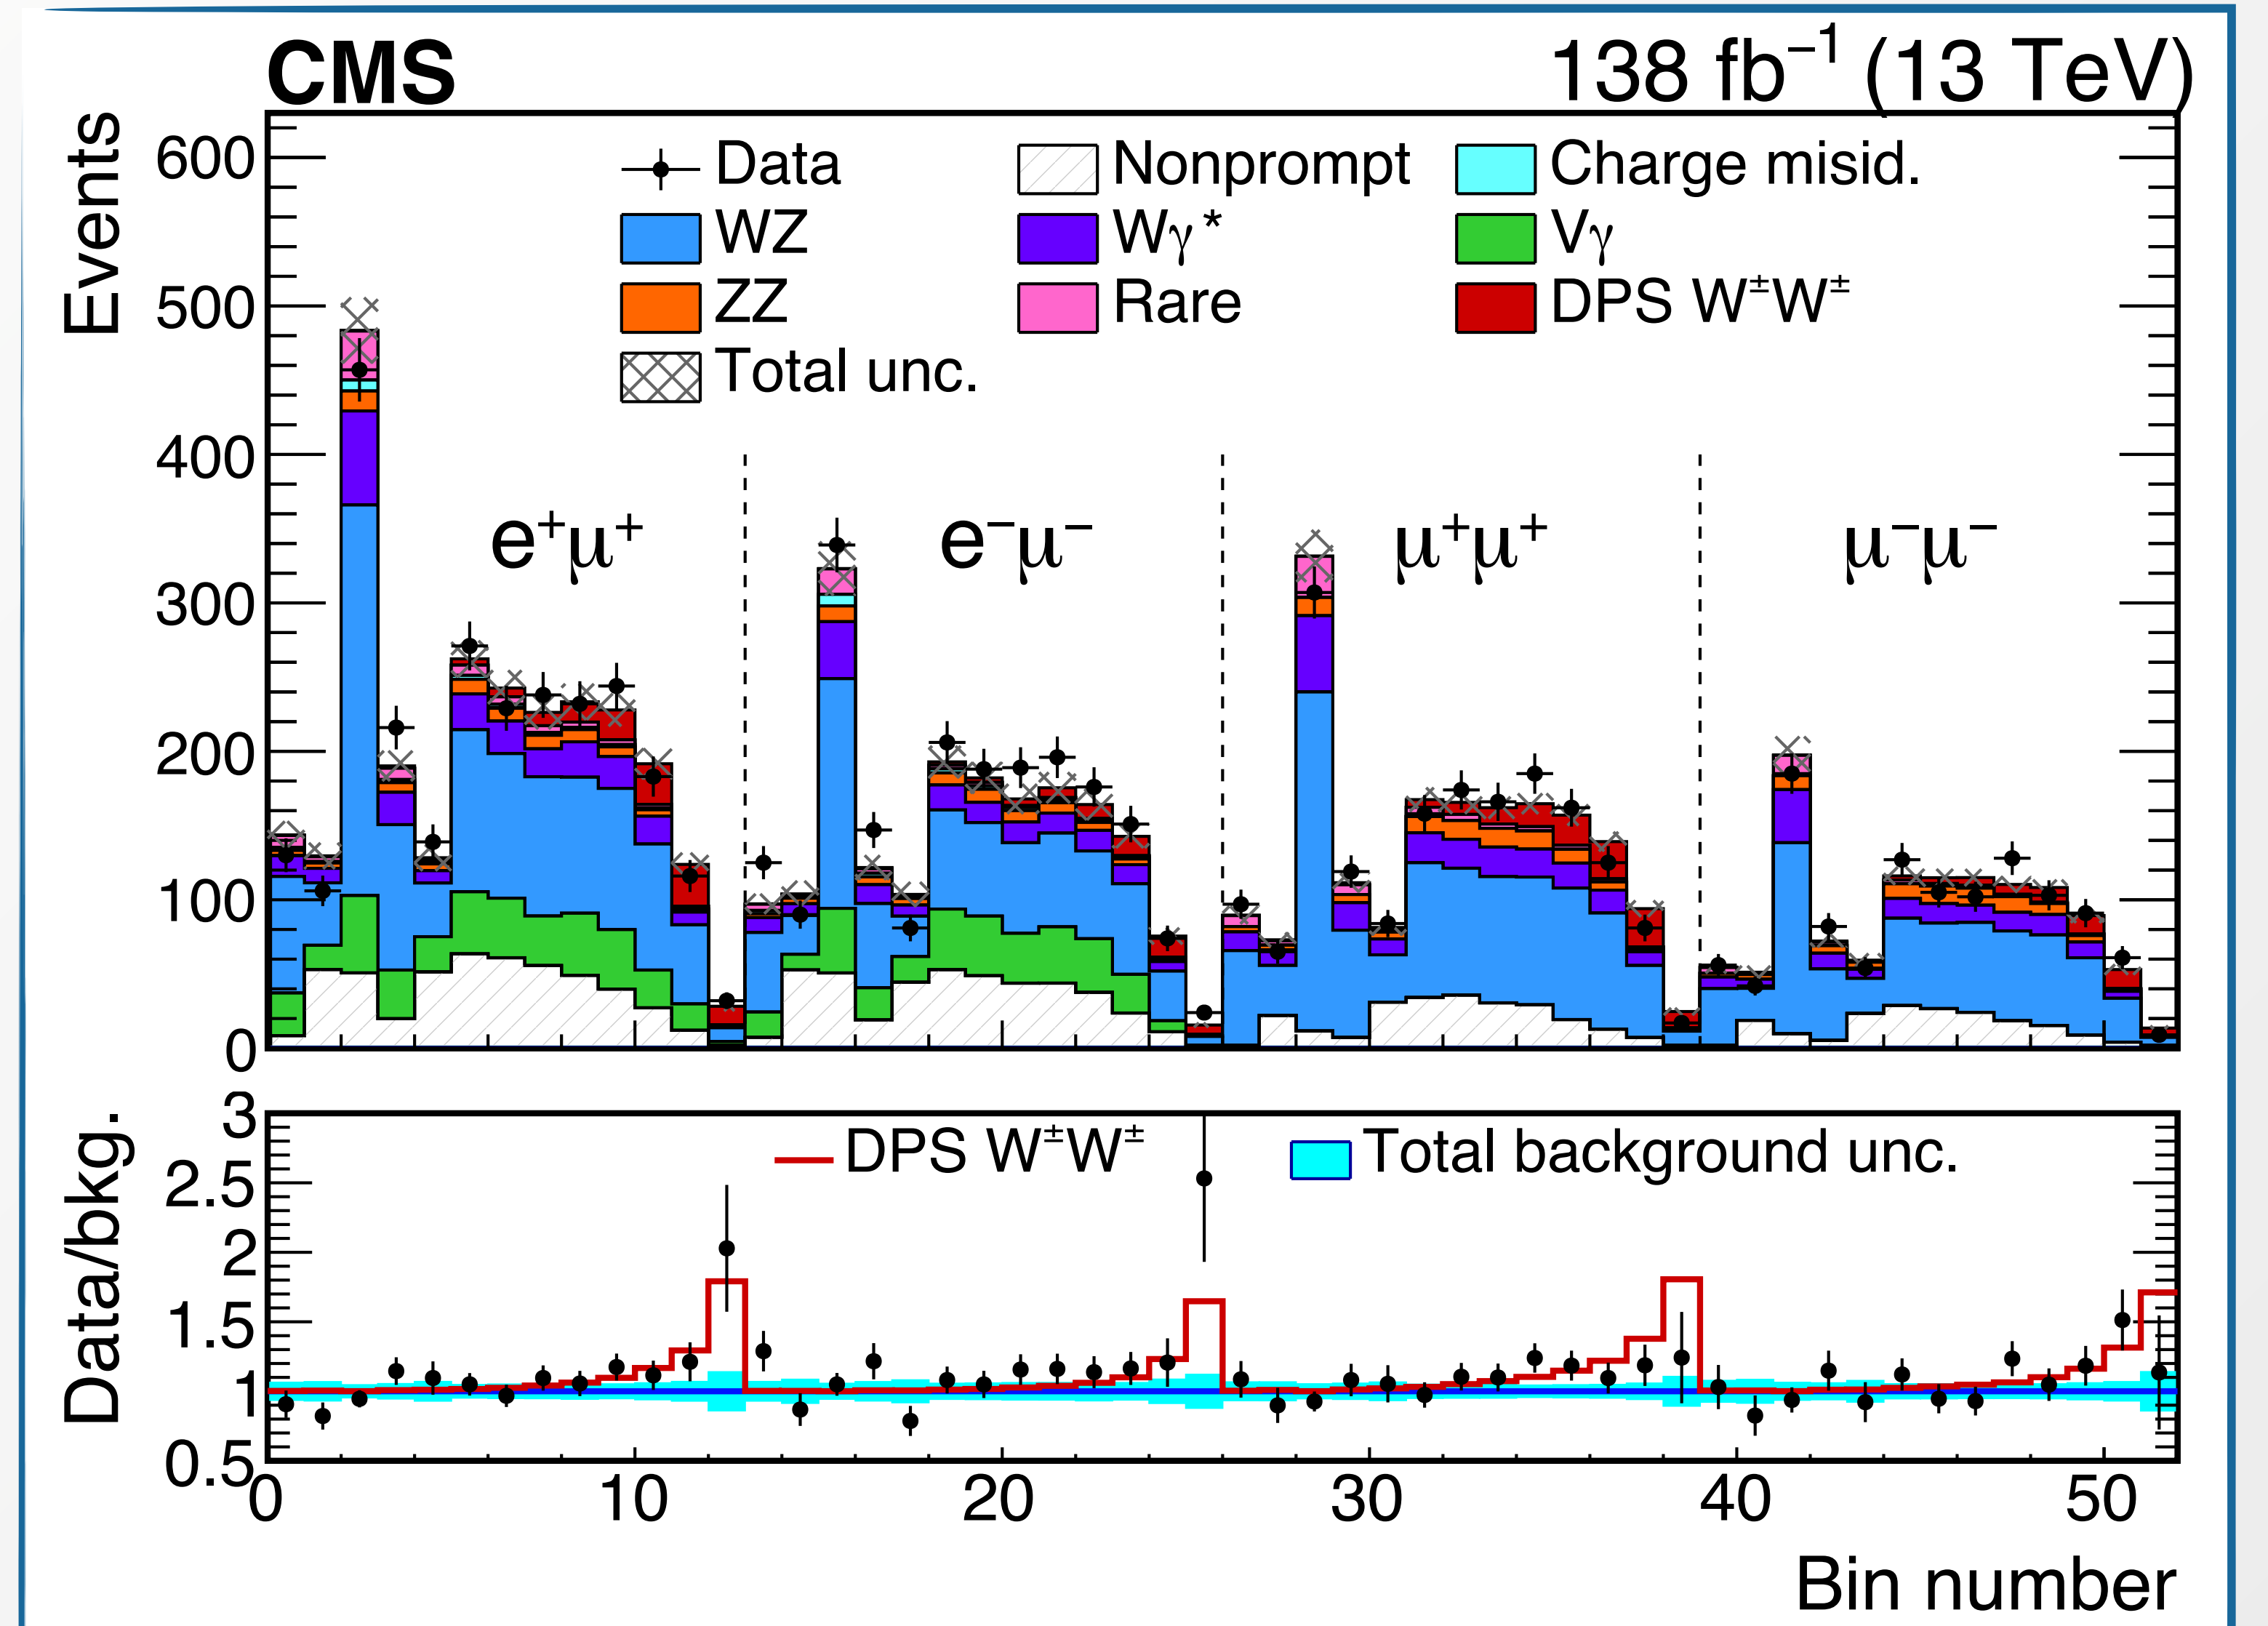 CMS 138 fb⁻¹ (13 TeV)
Events
600
500
400
300
200
100
0
Data Nonprompt Charge misid.
WZ Wγ* Vγ
ZZ Rare DPS W±W±
Total unc.
e⁺μ⁺ e⁻μ⁻ μ⁺μ⁺ μ⁻μ⁻
Data/bkg.
3
2.5
2
1.5
1
0.5
DPS W±W± Total background unc.
0 10 20 30 40 50
Bin number